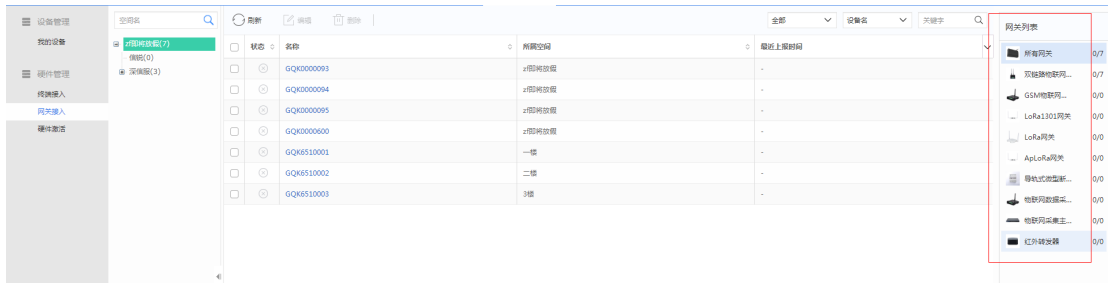 设备管理
我的设备
硬件管理
终端接入
网关接入
硬件激活
空间名
zf即将放假(7)
信锐(0)
深信服(3)
刷新 编辑 删除 全部 设备名 关键字
状态 名称 所属空间 最近上报时间
GQK0000093 zf即将放假 -
GQK0000094 zf即将放假 -
GQK0000095 zf即将放假 -
GQK0000600 zf即将放假 -
GQK6510001 一楼 -
GQK6510002 二楼 -
GQK6510003 3楼 -
网关列表
所有网关 0/7
双链路物联网... 0/7
GSM物联网... 0/0
LoRa1301网关 0/0
LoRa网关 0/0
ApLoRa网关 0/0
导轨式微型断... 0/0
物联网数据采... 0/0
物联网采集主... 0/0
红外转发器 0/0